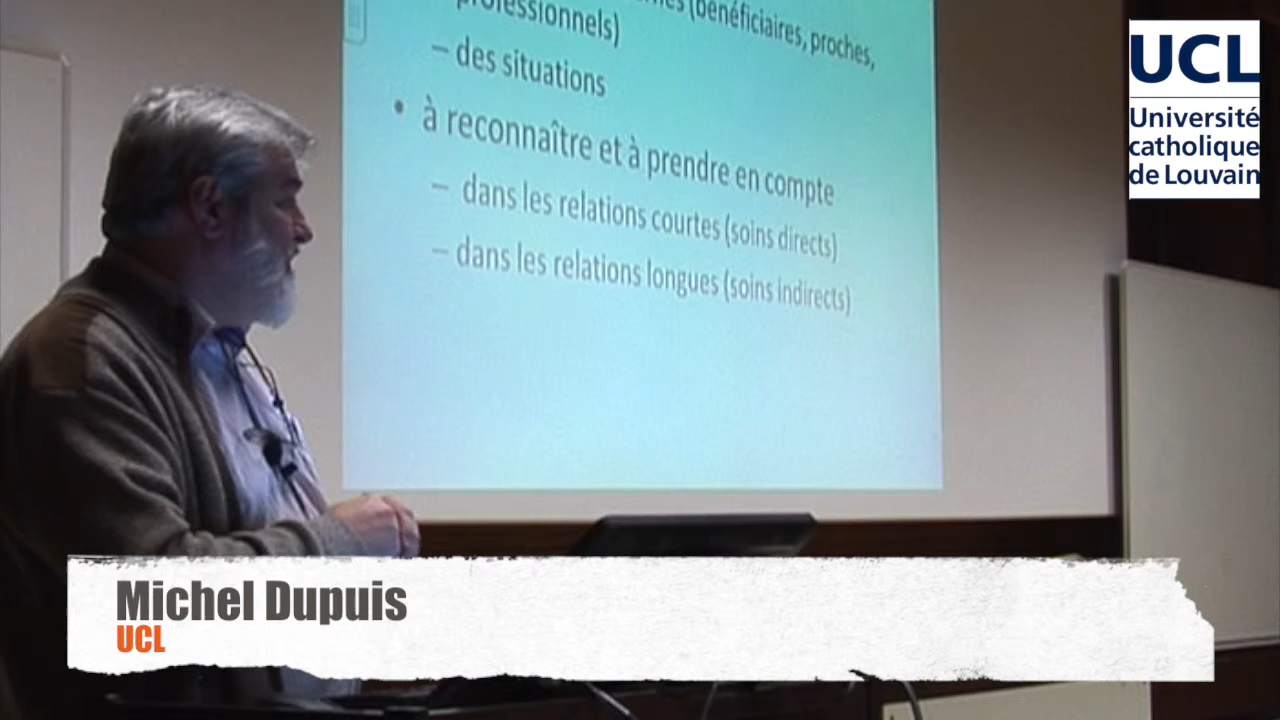 (bénéficiaires, proches,
professionnels)
– des situations
• à reconnaître et à prendre en compte
– dans les relations courtes (soins directs)
– dans les relations longues (soins indirects)
UCL
Université
catholique
de Louvain
Michel Dupuis
UCL